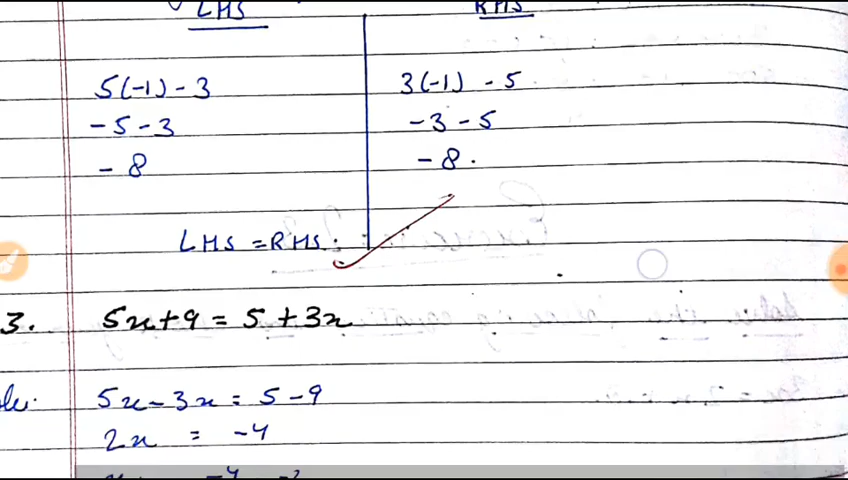 LHS
RHS
5(-1) - 3
3(-1) - 5
-5 - 3
-3 - 5
-8
-8.
LHS = RHS.
3. 5x+9 = 5 + 3x
5x - 3x = 5 - 9
2x = -4